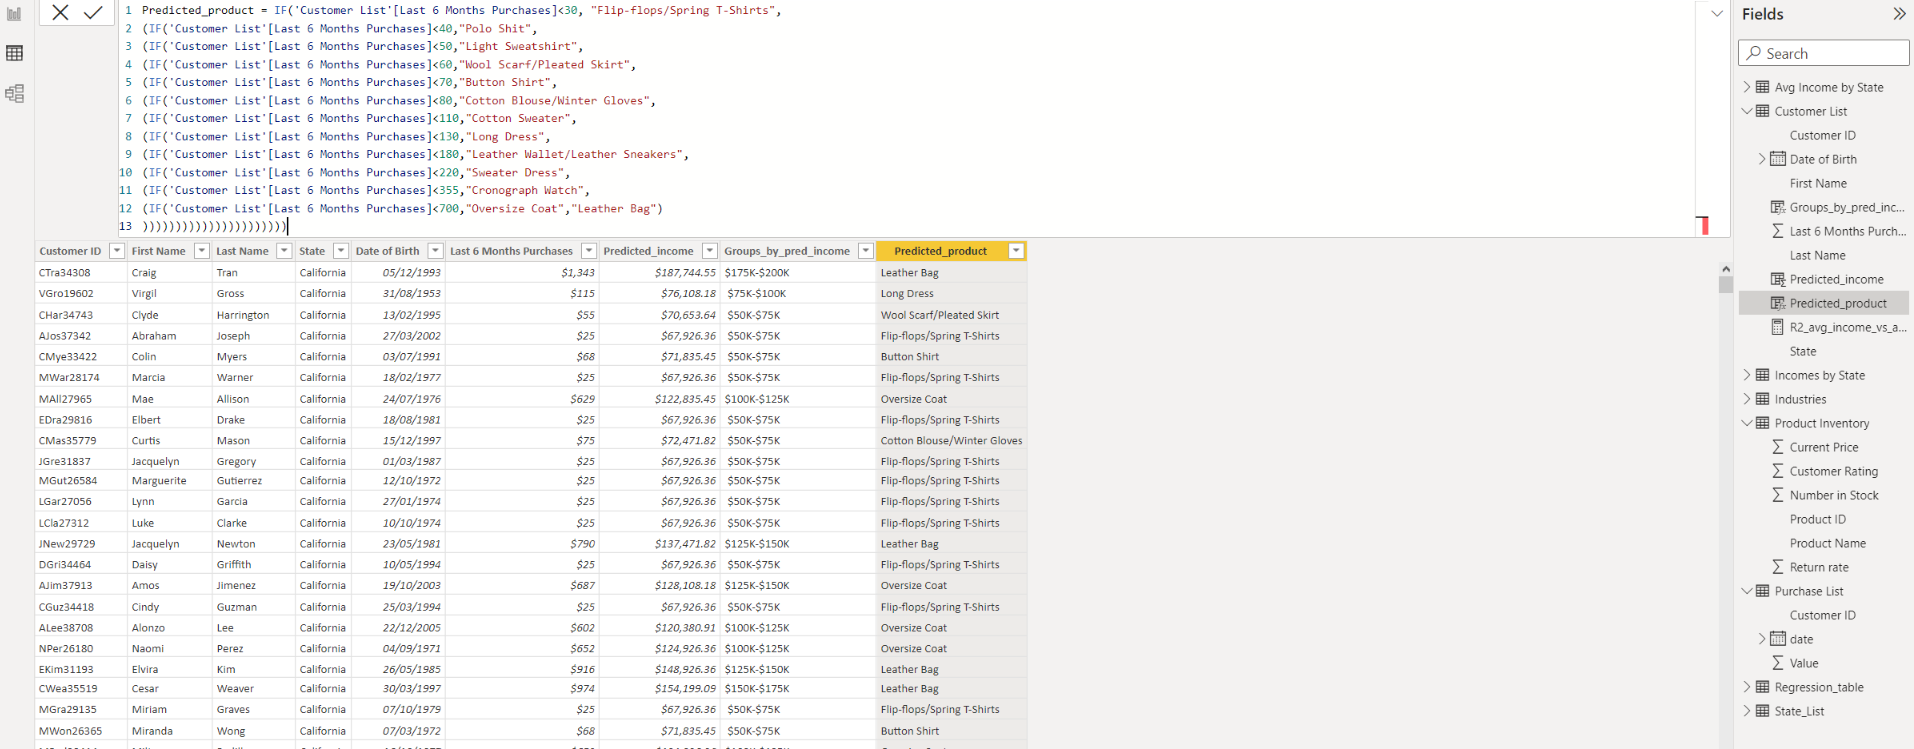 1 Predicted_product = IF('Customer List'[Last 6 Months Purchases]<30, "Flip-flops/Spring T-Shirts",
2 (IF('Customer List'[Last 6 Months Purchases]<40,"Polo Shit",
3 (IF('Customer List'[Last 6 Months Purchases]<50,"Light Sweatshirt",
4 (IF('Customer List'[Last 6 Months Purchases]<60,"Wool Scarf/Pleated Skirt",
5 (IF('Customer List'[Last 6 Months Purchases]<70,"Button Shirt",
6 (IF('Customer List'[Last 6 Months Purchases]<80,"Cotton Blouse/Winter Gloves",
7 (IF('Customer List'[Last 6 Months Purchases]<110,"Cotton Sweater",
8 (IF('Customer List'[Last 6 Months Purchases]<130,"Long Dress",
9 (IF('Customer List'[Last 6 Months Purchases]<180,"Leather Wallet/Leather Sneakers",
10 (IF('Customer List'[Last 6 Months Purchases]<220,"Sweater Dress",
11 (IF('Customer List'[Last 6 Months Purchases]<355,"Cronograph Watch",
12 (IF('Customer List'[Last 6 Months Purchases]<700,"Oversize Coat","Leather Bag")
13 ))))))))))))))))))))))
Customer ID First Name Last Name State Date of Birth Last 6 Months Purchases Predicted_income Groups_by_pred_income Predicted_product
CTra34308 Craig Tran California 05/12/1993 $1,343 $187,744.55 $175K-$200K Leather Bag
VGro19602 Virgil Gross California 31/08/1953 $115 $76,108.18 $75K-$100K Long Dress
CHar34743 Clyde Harrington California 13/02/1995 $55 $70,653.64 $50K-$75K Wool Scarf/Pleated Skirt
AJos37342 Abraham Joseph California 27/03/2002 $25 $67,926.36 $50K-$75K Flip-flops/Spring T-Shirts
CMye33422 Colin Myers California 03/07/1991 $68 $71,835.45 $50K-$75K Button Shirt
MWar28174 Marcia Warner California 18/02/1977 $25 $67,926.36 $50K-$75K Flip-flops/Spring T-Shirts
MAll27965 Mae Allison California 24/07/1976 $629 $122,835.45 $100K-$125K Oversize Coat
EDra29816 Elbert Drake California 18/08/1981 $25 $67,926.36 $50K-$75K Flip-flops/Spring T-Shirts
CMas35779 Curtis Mason California 15/12/1997 $75 $72,471.82 $50K-$75K Cotton Blouse/Winter Gloves
JGre31837 Jacquelyn Gregory California 01/03/1987 $25 $67,926.36 $50K-$75K Flip-flops/Spring T-Shirts
MGut26584 Marguerite Gutierrez California 12/10/1972 $25 $67,926.36 $50K-$75K Flip-flops/Spring T-Shirts
LGar27056 Lynn Garcia California 27/01/1974 $25 $67,926.36 $50K-$75K Flip-flops/Spring T-Shirts
LCla27312 Luke Clarke California 10/10/1974 $25 $67,926.36 $50K-$75K Flip-flops/Spring T-Shirts
JNew29729 Jacquelyn Newton California 23/05/1981 $790 $137,471.82 $125K-$150K Leather Bag
DGri34464 Daisy Griffith California 10/05/1994 $25 $67,926.36 $50K-$75K Flip-flops/Spring T-Shirts
AJim37913 Amos Jimenez California 19/10/2003 $687 $128,108.18 $125K-$150K Oversize Coat
CGuz34418 Cindy Guzman California 25/03/1994 $25 $67,926.36 $50K-$75K Flip-flops/Spring T-Shirts
ALee38708 Alonzo Lee California 22/12/2005 $602 $120,380.91 $100K-$125K Oversize Coat
NPer26180 Naomi Perez California 04/09/1971 $652 $124,926.36 $100K-$125K Oversize Coat
EKim31193 Elvira Kim California 26/05/1985 $916 $148,926.36 $125K-$150K Leather Bag
CWea35519 Cesar Weaver California 30/03/1997 $974 $154,199.09 $150K-$175K Leather Bag
MGra29135 Miriam Graves California 07/10/1979 $25 $67,926.36 $50K-$75K Flip-flops/Spring T-Shirts
MWon26365 Miranda Wong California 07/03/1972 $68 $71,835.45 $50K-$75K Button Shirt
Fields
Search
Avg Income by State
Customer List
Customer ID
Date of Birth
First Name
Groups_by_pred_inc...
Last 6 Months Purch...
Last Name
Predicted_income
Predicted_product
R2_avg_income_vs_a...
State
Incomes by State
Industries
Product Inventory
Current Price
Customer Rating
Number in Stock
Product ID
Product Name
Return rate
Purchase List
Customer ID
date
Value
Regression_table
State_List